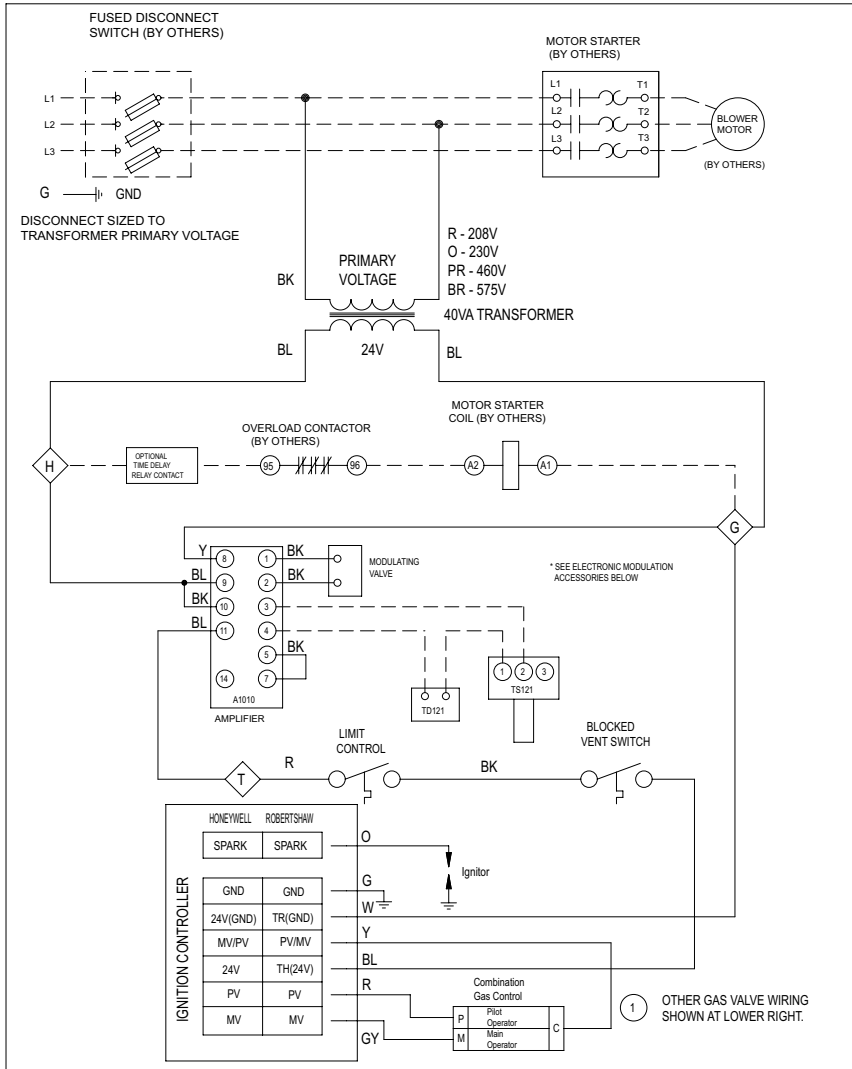 FUSED DISCONNECT
SWITCH (BY OTHERS)
MOTOR STARTER
(BY OTHERS)
L1
L2
L3
L1
T1
L2
T2
L3
T3
BLOWER
MOTOR
(BY OTHERS)
G
GND
DISCONNECT SIZED TO
TRANSFORMER PRIMARY VOLTAGE
R - 208V
O - 230V
PR - 460V
BR - 575V
PRIMARY
VOLTAGE
BK
40VA TRANSFORMER
BL
24V
BL
MOTOR STARTER
COIL (BY OTHERS)
OVERLOAD CONTACTOR
(BY OTHERS)
H
OPTIONAL
TIME DELAY
RELAY CONTACT
95
96
A2
A1
G
Y
8
1
BK
MODULATING
VALVE
* SEE ELECTRONIC MODULATION
ACCESSORIES BELOW
BL
9
2
BK
BK
10
3
BL
11
4
5
BK
14
7
A1010
AMPLIFIER
1
2
3
TS121
TD121
LIMIT
CONTROL
BLOCKED
VENT SWITCH
T
R
BK
IGNITION CONTROLLER
HONEYWELL
ROBERTSHAW
SPARK
SPARK
O
Ignitor
GND
GND
G
24V(GND)
TR(GND)
W
MV/PV
PV/MV
Y
24V
TH(24V)
BL
PV
PV
R
MV
MV
GY
Combination
Gas Control
P
Pilot
Operator
M
Main
Operator
C
1
OTHER GAS VALVE WIRING
SHOWN AT LOWER RIGHT.